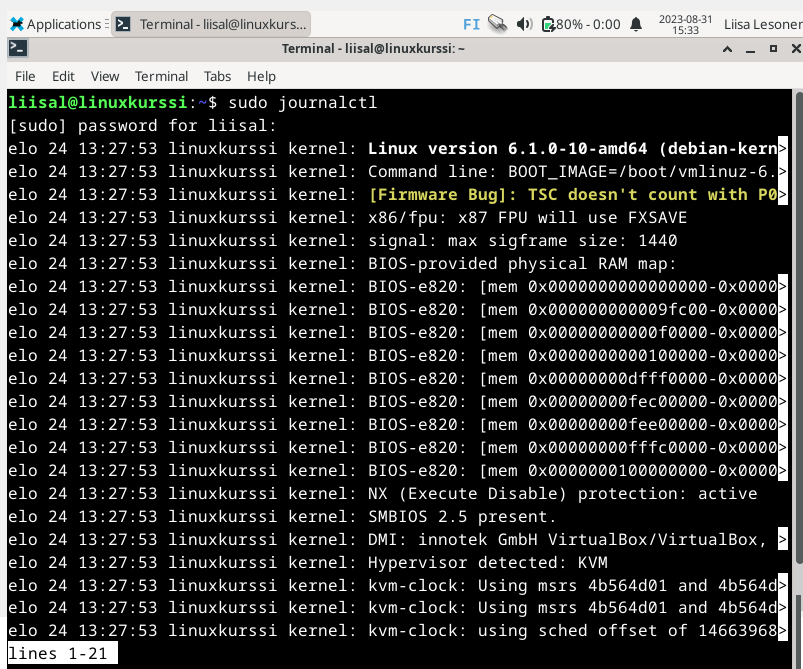 Applications
Terminal - liisal@linuxkurs...
FI
80% - 0:00
2023-08-31
15:33
Liisa Lesoner
Terminal - liisal@linuxkurssi: ~
File Edit View Terminal Tabs Help
liisal@linuxkurssi:~$ sudo journalctl
[sudo] password for liisal:
elo 24 13:27:53 linuxkurssi kernel: Linux version 6.1.0-10-amd64 (debian-kern>
elo 24 13:27:53 linuxkurssi kernel: Command line: BOOT_IMAGE=/boot/vmlinuz-6.>
elo 24 13:27:53 linuxkurssi kernel: [Firmware Bug]: TSC doesn't count with P0>
elo 24 13:27:53 linuxkurssi kernel: x86/fpu: x87 FPU will use FXSAVE
elo 24 13:27:53 linuxkurssi kernel: signal: max sigframe size: 1440
elo 24 13:27:53 linuxkurssi kernel: BIOS-provided physical RAM map:
elo 24 13:27:53 linuxkurssi kernel: BIOS-e820: [mem 0x0000000000000000-0x0000>
elo 24 13:27:53 linuxkurssi kernel: BIOS-e820: [mem 0x000000000009fc00-0x0000>
elo 24 13:27:53 linuxkurssi kernel: BIOS-e820: [mem 0x00000000000f0000-0x0000>
elo 24 13:27:53 linuxkurssi kernel: BIOS-e820: [mem 0x0000000000100000-0x0000>
elo 24 13:27:53 linuxkurssi kernel: BIOS-e820: [mem 0x00000000dfff0000-0x0000>
elo 24 13:27:53 linuxkurssi kernel: BIOS-e820: [mem 0x00000000fec00000-0x0000>
elo 24 13:27:53 linuxkurssi kernel: BIOS-e820: [mem 0x00000000fee00000-0x0000>
elo 24 13:27:53 linuxkurssi kernel: BIOS-e820: [mem 0x00000000fffc0000-0x0000>
elo 24 13:27:53 linuxkurssi kernel: BIOS-e820: [mem 0x0000000100000000-0x0000>
elo 24 13:27:53 linuxkurssi kernel: NX (Execute Disable) protection: active
elo 24 13:27:53 linuxkurssi kernel: SMBIOS 2.5 present.
elo 24 13:27:53 linuxkurssi kernel: DMI: innotek GmbH VirtualBox/VirtualBox, >
elo 24 13:27:53 linuxkurssi kernel: Hypervisor detected: KVM
elo 24 13:27:53 linuxkurssi kernel: kvm-clock: Using msrs 4b564d01 and 4b564d>
elo 24 13:27:53 linuxkurssi kernel: kvm-clock: Using msrs 4b564d01 and 4b564d>
elo 24 13:27:53 linuxkurssi kernel: kvm-clock: using sched offset of 14663968>
lines 1-21